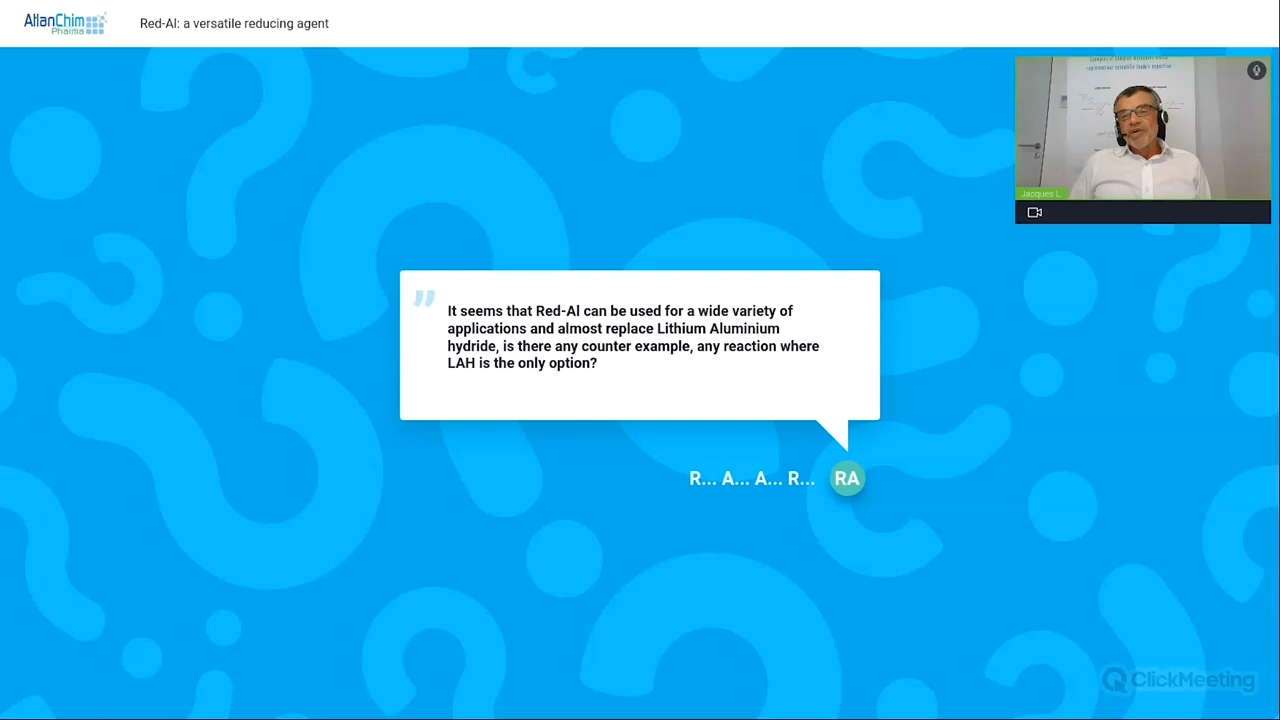 AtlanChim
Pharma
Red-Al: a versatile reducing agent
Jacques L.
It seems that Red-Al can be used for a wide variety of
applications and almost replace Lithium Aluminium
hydride, is there any counter example, any reaction where
LAH is the only option?
R... A... A... R...
RA
ClickMeeting